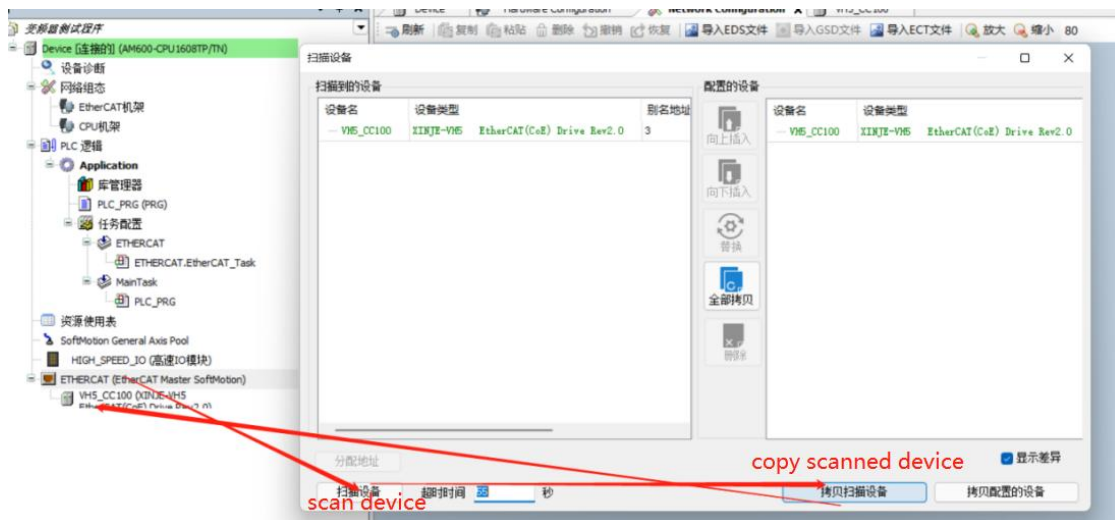 Device
Hardware Configuration
Network Configuration
X
VH5_CC100
变频器测试程序
刷新
复制
粘贴
删除
撤销
恢复
导入EDS文件
导入GSD文件
导入ECT文件
放大
缩小
80
Device [连接的] (AM600-CPU1608TP/TN)
设备诊断
网络组态
EtherCAT机架
CPU机架
PLC 逻辑
Application
库管理器
PLC_PRG (PRG)
任务配置
ETHERCAT
ETHERCAT.EtherCAT_Task
MainTask
PLC_PRG
资源使用表
SoftMotion General Axis Pool
HIGH_SPEED_IO (高速IO模块)
ETHERCAT (EtherCAT Master SoftMotion)
VH5_CC100 (XINJE-VH5
EtherCAT(CoE) Drive Rev2.0)
扫描设备
扫描到的设备
设备名 设备类型 别名地址
VH5_CC100 XINJE-VH5 EtherCAT(CoE) Drive Rev2.0 3
向上插入
向下插入
替换
全部拷贝
删除
配置的设备
设备名 设备类型
VH5_CC100 XINJE-VH5 EtherCAT(CoE) Drive Rev2.0
分配地址
copy scanned device
显示差异
扫描设备 超时时间 秒
拷贝扫描设备
拷贝配置的设备
scan device